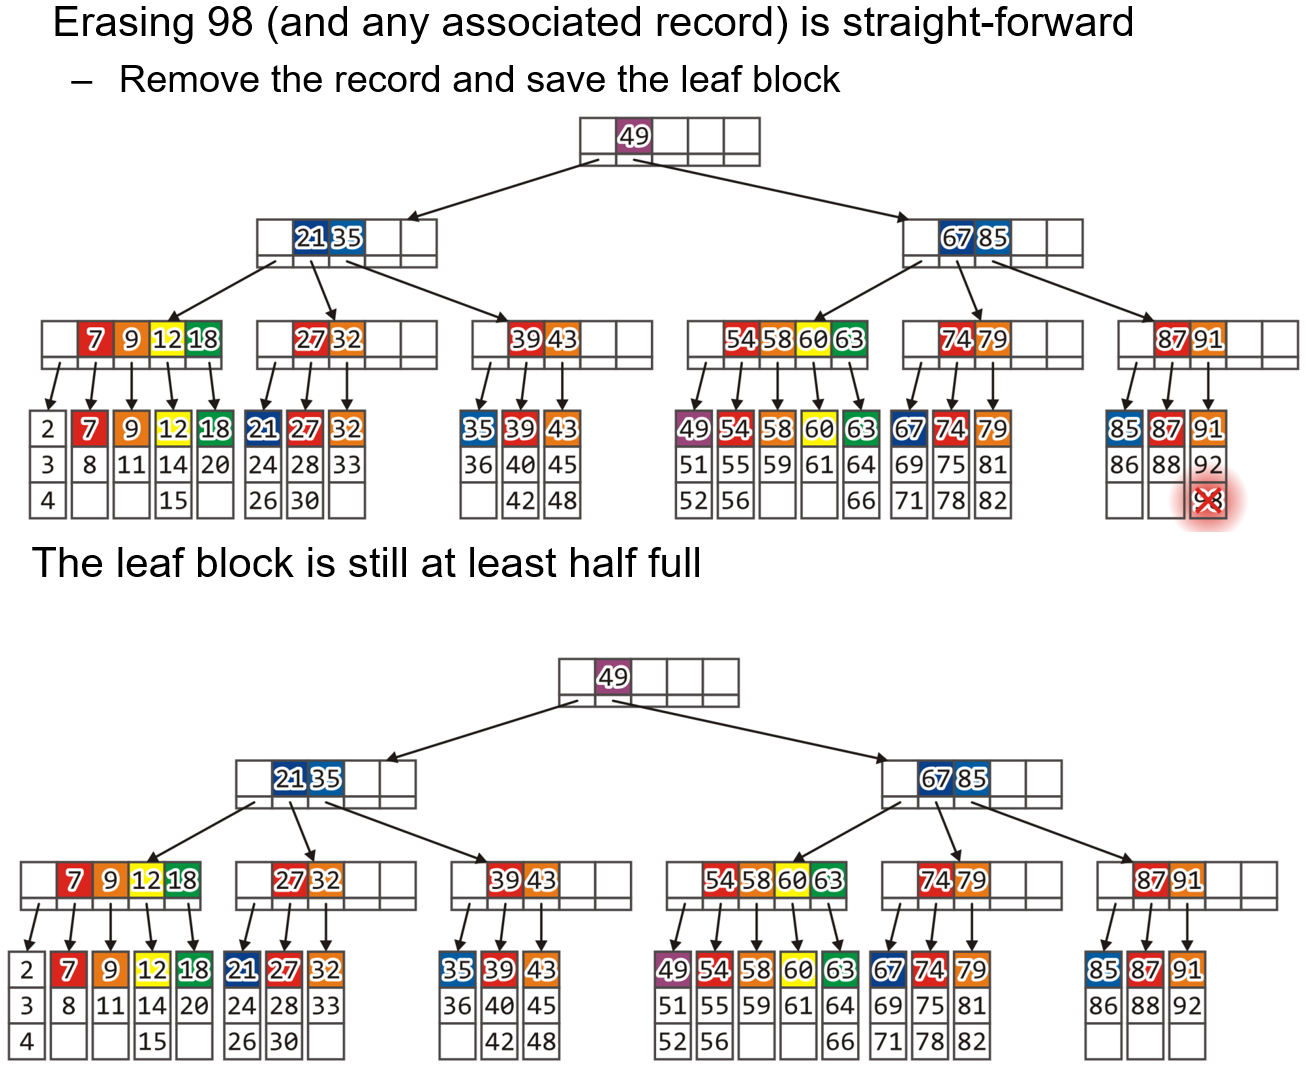 Erasing 98 (and any associated record) is straight-forward
– Remove the record and save the leaf block
49
21 35 67 85
7 9 12 18 27 32 39 43 54 58 60 63 74 79 87 91
2 7 9 12 18 21 27 32 35 39 43 49 54 58 60 63 67 74 79 85 87 91
3 8 11 14 20 24 28 33 36 40 45 51 55 59 61 64 69 75 81 86 88 92
4 15 26 30 42 48 52 56 66 71 78 82 98
The leaf block is still at least half full
49
21 35 67 85
7 9 12 18 27 32 39 43 54 58 60 63 74 79 87 91
2 7 9 12 18 21 27 32 35 39 43 49 54 58 60 63 67 74 79 85 87 91
3 8 11 14 20 24 28 33 36 40 45 51 55 59 61 64 69 75 81 86 88 92
4 15 26 30 42 48 52 56 66 71 78 82